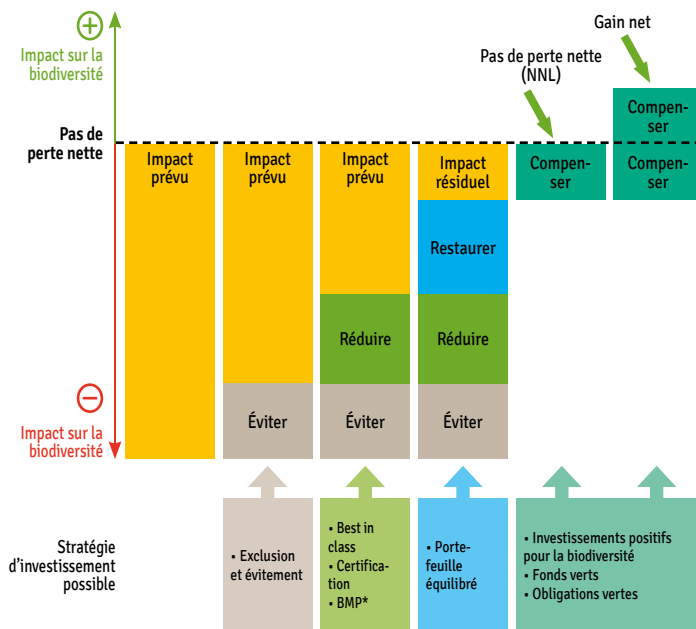 Gain net
+
Impact sur la
biodiversité
Pas de perte nette
(NNL)
Pas de
perte nette
Impact
prévu
Impact
prévu
Impact
prévu
Impact
résiduel
Compen-
ser
Compen-
ser
Compen-
ser
Restaurer
Réduire
Réduire
Éviter
Éviter
Éviter
−
Impact sur la
biodiversité
Stratégie
d’investissement
possible
• Exclusion
et évitement
• Best in
class
• Certifica-
tion
• BMP*
• Porte-
feuille
équilibré
• Investissements positifs
pour la biodiversité
• Fonds verts
• Obligations vertes